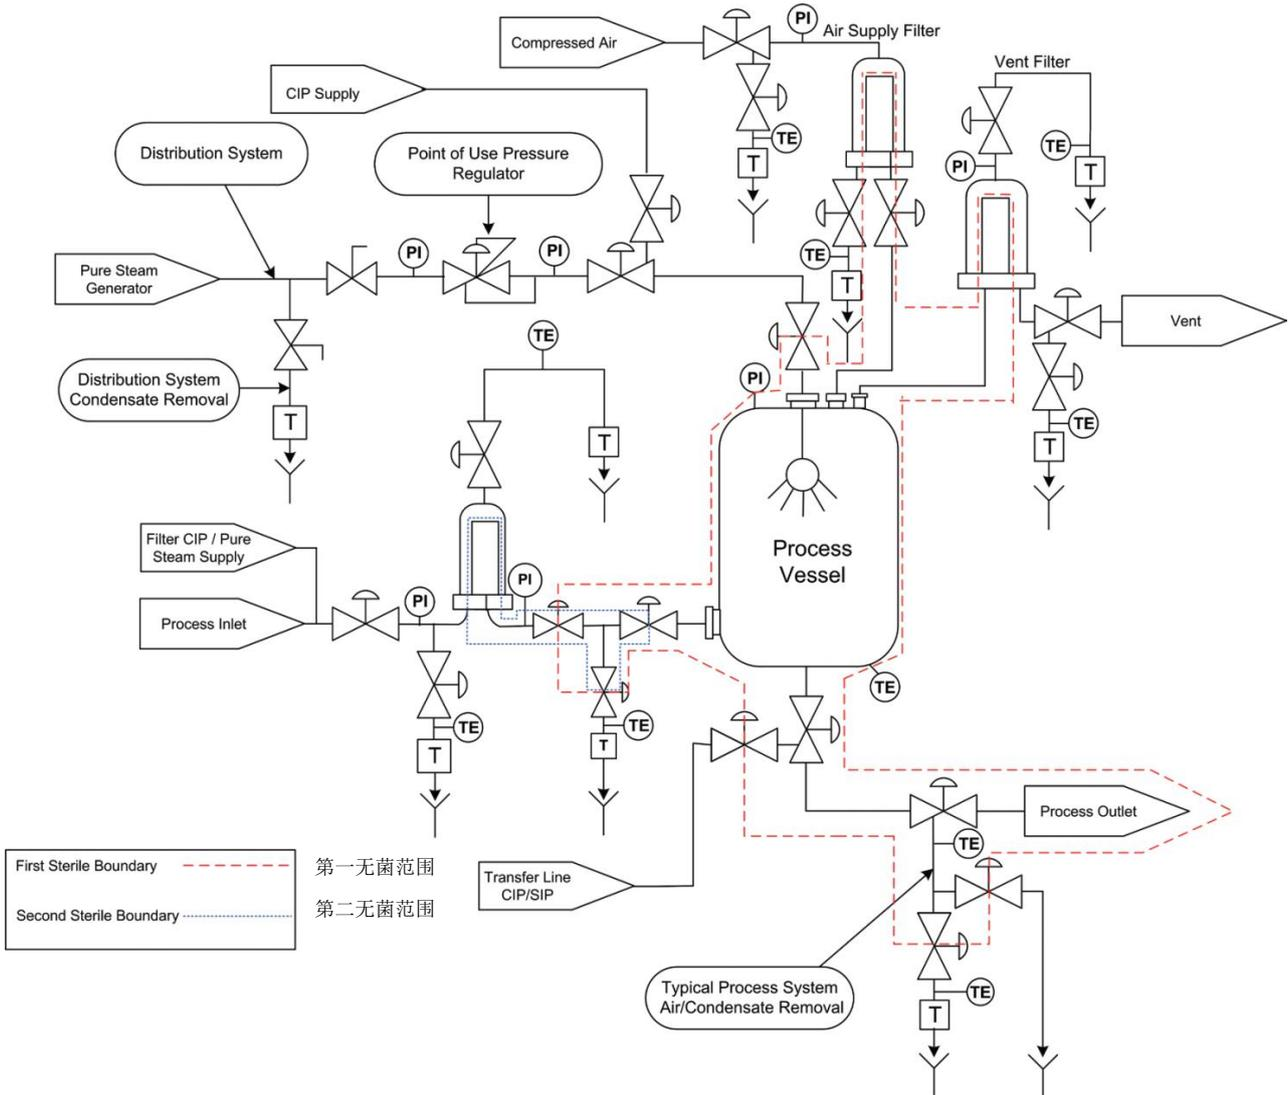 PI
Compressed Air
Air Supply Filter
Vent Filter
CIP Supply
TE
T
TE
PI
T
Distribution System
Point of Use Pressure
Regulator
PI
PI
TE
T
Pure Steam
Generator
Vent
TE
PI
Distribution System
Condensate Removal
T
T
TE
T
Process
Vessel
Filter CIP / Pure
Steam Supply
PI
PI
Process Inlet
TE
TE
T
TE
T
Process Outlet
TE
First Sterile Boundary
第一无菌范围
Second Sterile Boundary
第二无菌范围
Transfer Line
CIP/SIP
Typical Process System
Air/Condensate Removal
TE
T